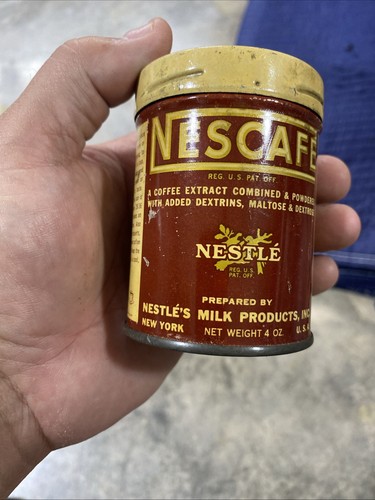 NESCAFÉ
REG. U.S. PAT. OFF.
A COFFEE EXTRACT COMBINED & POWDERED
WITH ADDED DEXTRINS, MALTOSE & DEXTROSE
NESTLÉ
REG. U.S.
PAT. OFF.
PREPARED BY
NESTLÉ'S MILK PRODUCTS, INC.
NEW YORK NET WEIGHT 4 OZ. U.S.